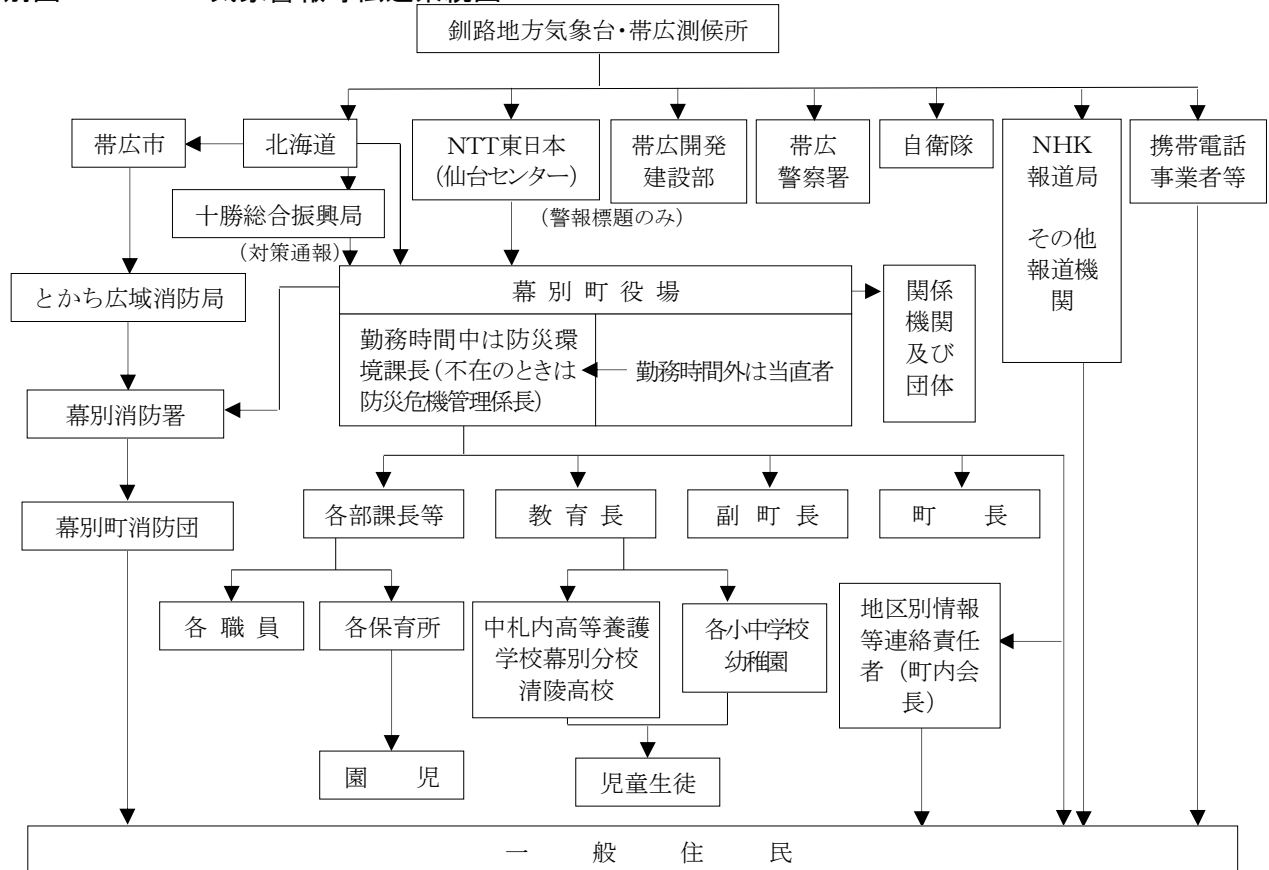 釧路地方気象台・帯広測候所
帯広市
北海道
NTT東日本
(仙台センター)
帯広開発
建設部
帯広
警察署
自衛隊
NHK
報道局
その他
報道機
関
携帯電話
事業者等
十勝総合振興局
(警報標題のみ)
(対策通報)
とかち広域消防局
幕別町役場
関係
機関
及び
団体
勤務時間中は防災環
境課長(不在のときは
防災危機管理係長)
勤務時間外は当直者
幕別消防署
各部課長等
教育長
副町長
町長
幕別町消防団
各職員
各保育所
中札内高等養護
学校幕別分校
清陵高校
各小中学校
幼稚園
地区別情報
等連絡責任
者(町内会
長)
園児
児童生徒
一般住民